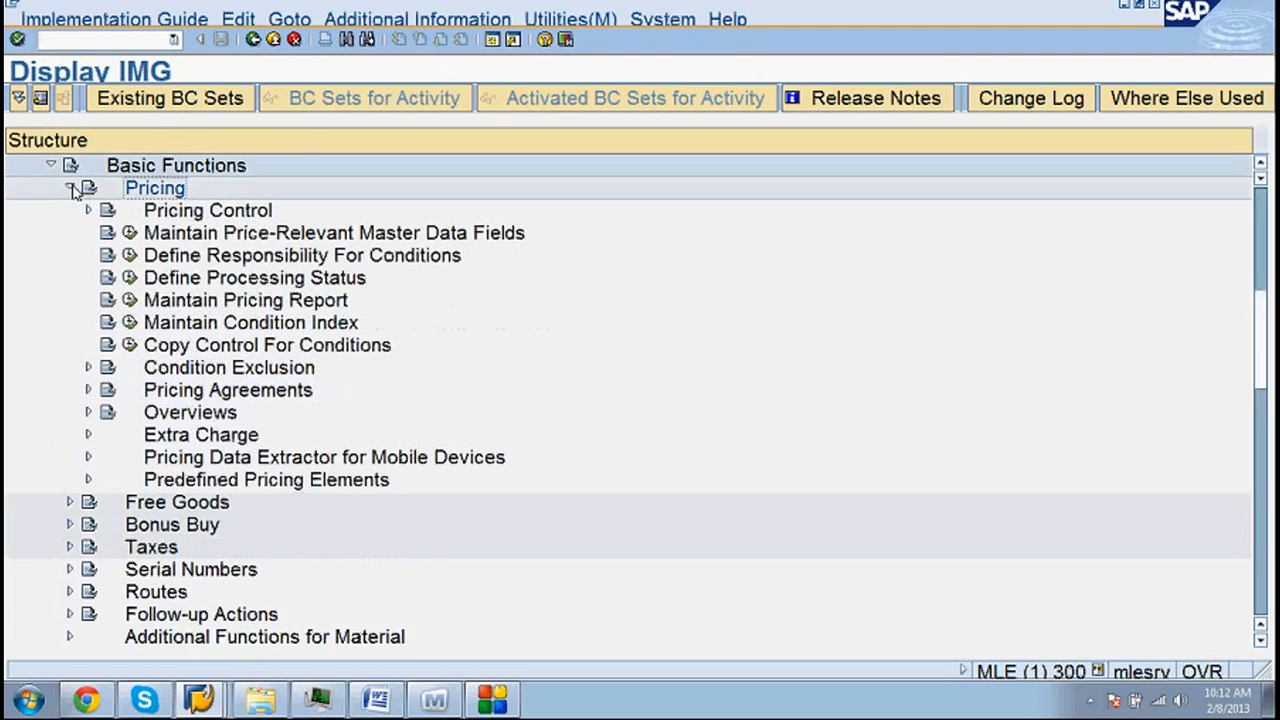 Implementation Guide Edit Goto Additional Information Utilities(M) System Help
SAP
Display IMG
Existing BC Sets BC Sets for Activity Activated BC Sets for Activity Release Notes Change Log Where Else Used
Structure
Basic Functions
Pricing
Pricing Control
Maintain Price-Relevant Master Data Fields
Define Responsibility For Conditions
Define Processing Status
Maintain Pricing Report
Maintain Condition Index
Copy Control For Conditions
Condition Exclusion
Pricing Agreements
Overviews
Extra Charge
Pricing Data Extractor for Mobile Devices
Predefined Pricing Elements
Free Goods
Bonus Buy
Taxes
Serial Numbers
Routes
Follow-up Actions
Additional Functions for Material
MLE (1) 300 mlesrv OVR
10:12 AM
2/8/2013